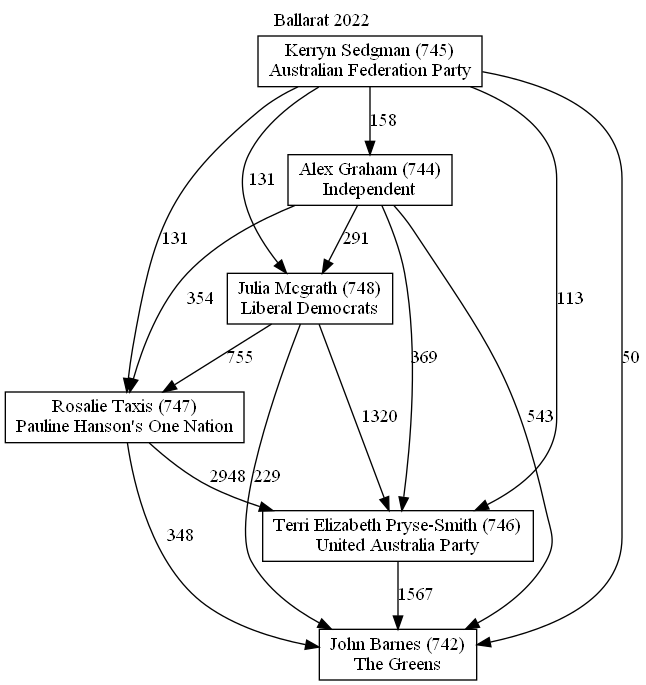 Ballarat 2022
Kerryn Sedgman (745)
Australian Federation Party
158
Alex Graham (744)
Independent
131
131
291
354
113
50
Julia Mcgrath (748)
Liberal Democrats
755
369
Rosalie Taxis (747)
Pauline Hanson's One Nation
1320
543
2948
229
348
Terri Elizabeth Pryse-Smith (746)
United Australia Party
1567
John Barnes (742)
The Greens